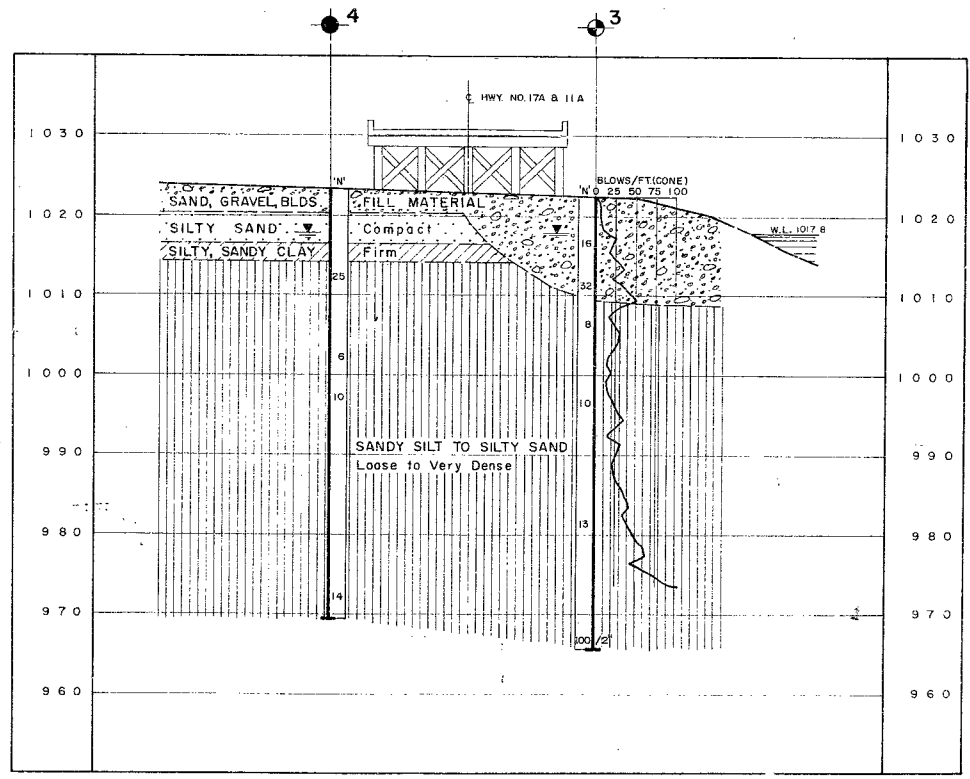 4
3
℄ HWY. NO. 17A & 11A
1030
1030
'N'
BLOWS/FT(CONE)
'N' 0 25 50 75 100
SAND, GRAVEL, BLDS.
FILL MATERIAL
1020
1020
SILTY SAND
Compact
W.L. 1017.8
16
SILTY, SANDY CLAY
Firm
25
32
1010
1010
8
6
1000
1000
10
10
SANDY SILT TO SILTY SAND
990
990
Loose to Very Dense
13
980
980
14
970
970
100/2"
960
960